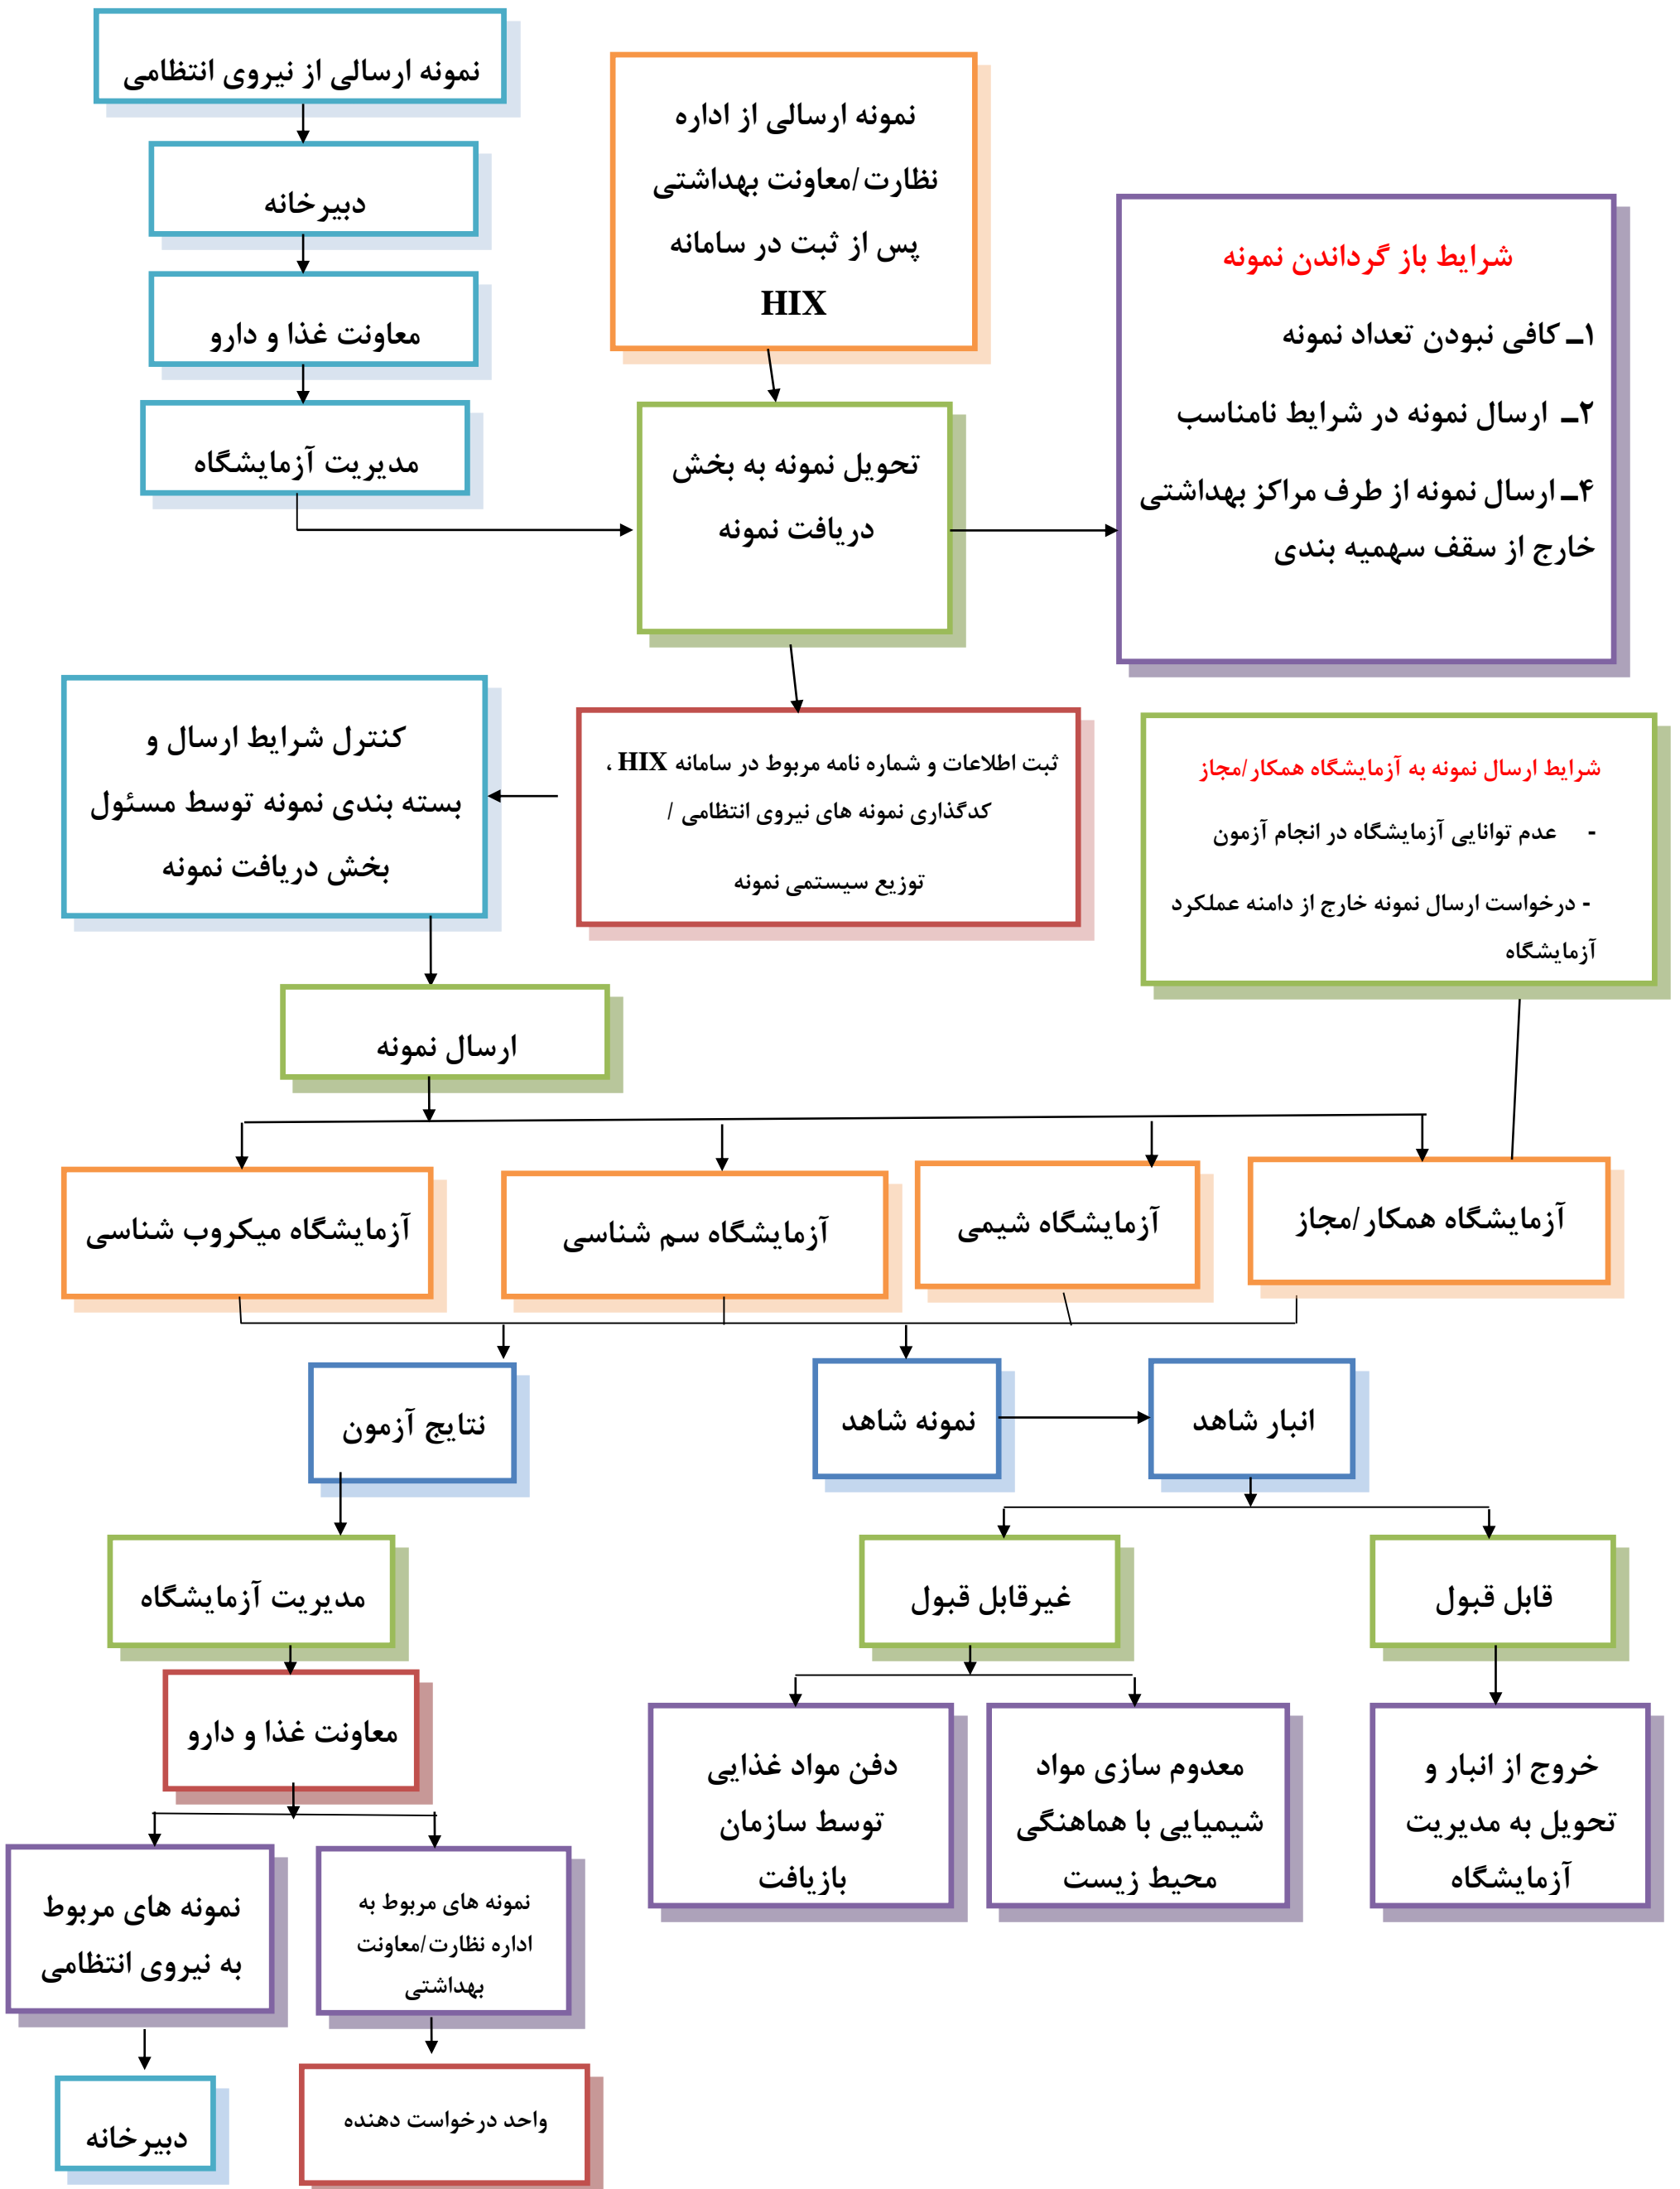 نمونه ارسالی از نیروی انتظامی
دبیرخانه
معاونت غذا و دارو
مدیریت آزمایشگاه
نمونه ارسالی از اداره
نظارت/معاونت بهداشتی
پس از ثبت در سامانه
HIX
تحویل نمونه به بخش
دریافت نمونه
شرایط باز گرداندن نمونه
۱ـ کافی نبودن تعداد نمونه
۲ـ ارسال نمونه در شرایط نامناسب
۴ـ ارسال نمونه از طرف مراکز بهداشتی
خارج از سقف سهمیه بندی
ثبت اطلاعات و شماره نامه مربوط در سامانه HIX ،
کدگذاری نمونه های نیروی انتظامی /
توزیع سیستمی نمونه
کنترل شرایط ارسال و
بسته بندی نمونه توسط مسئول
بخش دریافت نمونه
شرایط ارسال نمونه به آزمایشگاه همکار/مجاز
- عدم توانایی آزمایشگاه در انجام آزمون
- درخواست ارسال نمونه خارج از دامنه عملکرد
آزمایشگاه
ارسال نمونه
آزمایشگاه همکار/مجاز
آزمایشگاه شیمی
آزمایشگاه سم شناسی
آزمایشگاه میکروب شناسی
نتایج آزمون
نمونه شاهد
انبار شاهد
مدیریت آزمایشگاه
غیرقابل قبول
قابل قبول
معاونت غذا و دارو
دفن مواد غذایی
توسط سازمان
بازیافت
معدوم سازی مواد
شیمیایی با هماهنگی
محیط زیست
خروج از انبار و
تحویل به مدیریت
آزمایشگاه
نمونه های مربوط
به نیروی انتظامی
نمونه های مربوط به
اداره نظارت/معاونت
بهداشتی
دبیرخانه
واحد درخواست دهنده